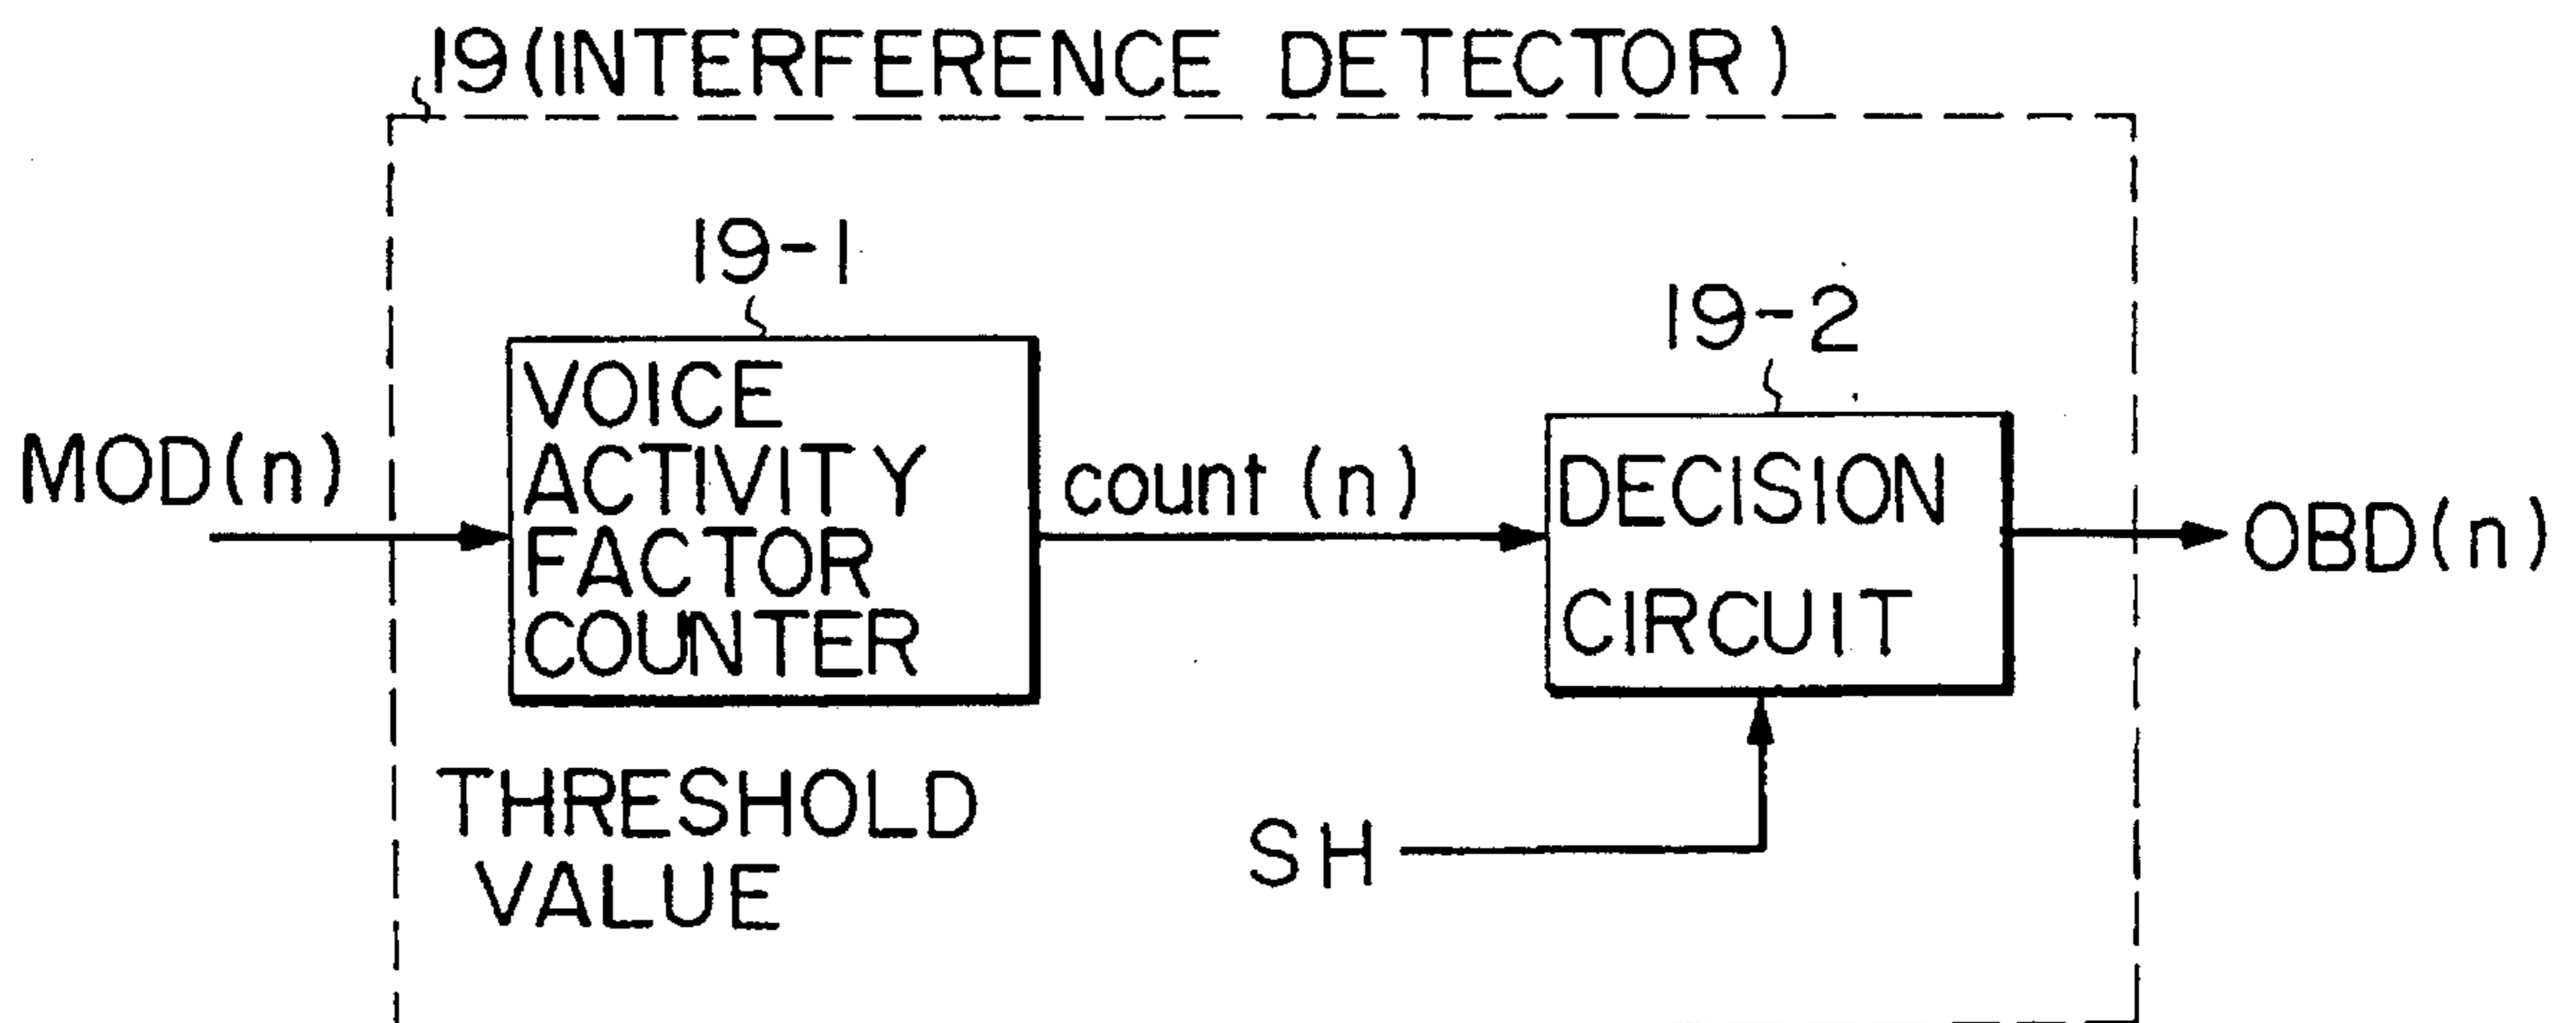 19(INTERFERENCE DETECTOR)
19-1
19-2
MOD(n)
VOICE
ACTIVITY
FACTOR
COUNTER
count (n)
DECISION
CIRCUIT
OBD(n)
THRESHOLD
VALUE
SH